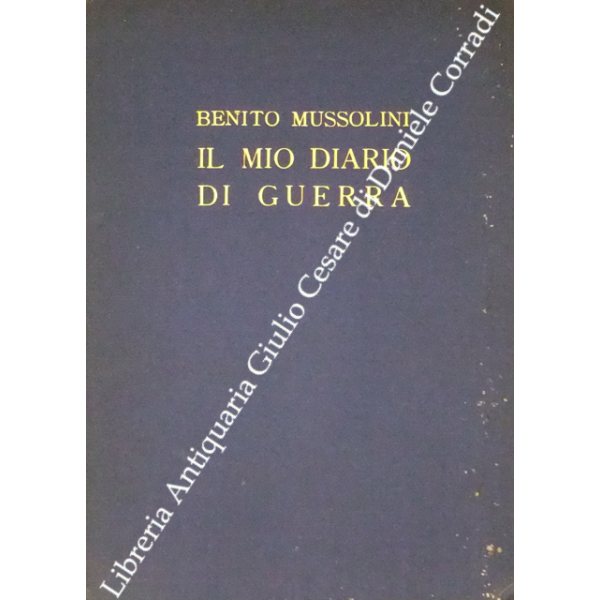 BENITO MUSSOLINI
IL MIO DIARIO
DI GUERRA
Libreria Antiquaria Giulio Cesare di Daniele Corradi